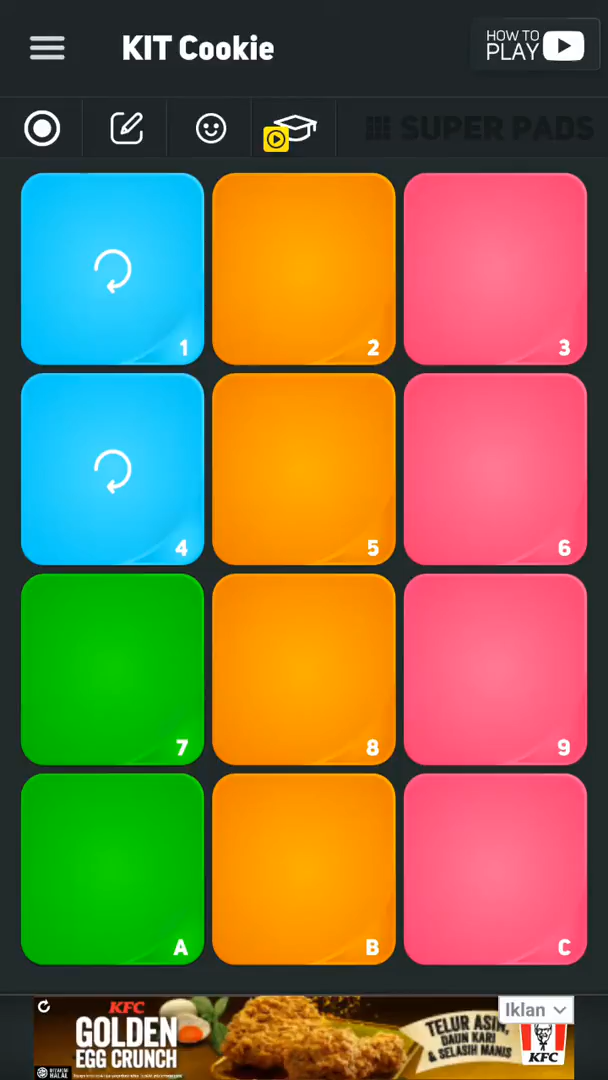 KIT Cookie
HOW TO
PLAY
SUPER PADS
1
2
3
4
5
6
7
8
9
A
B
C
Iklan
KFC
GOLDEN
EGG CRUNCH
TELUR ASIN,
DAUN KARI
& SELASIH MANIS
KFC
HALAL